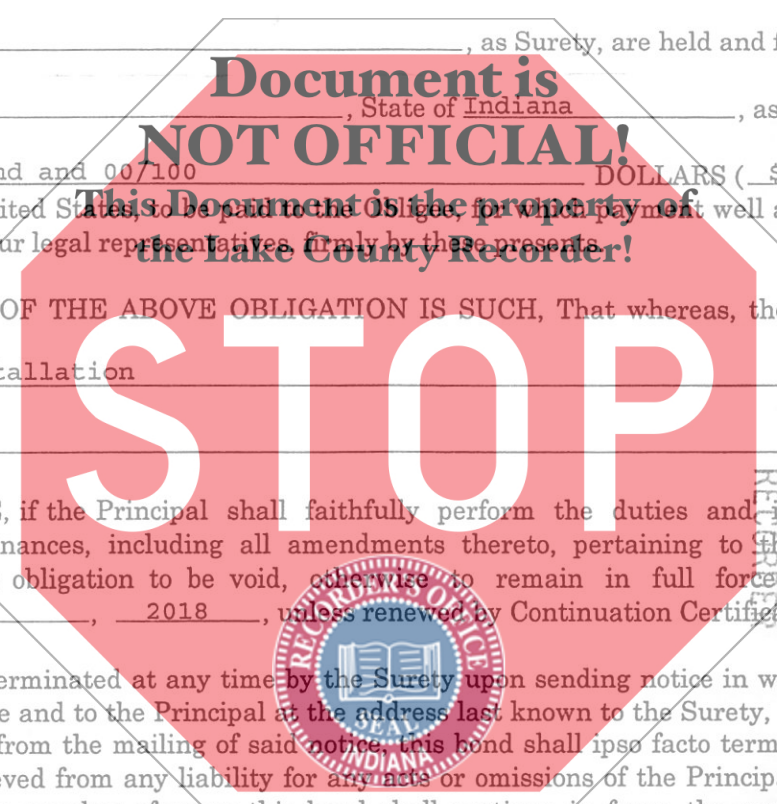 , as Surety, are held and f
Document is
, State of Indiana , as
NOT OFFICIAL!
nd and 00/100 DOLLARS ( $
This Document is the property of
ited States, to be paid to the Obligee, for which payment well a
ur legal representatives, firmly by these presents.
the Lake County Recorder!
OF THE ABOVE OBLIGATION IS SUCH, That whereas, the
tallation
STOP
, if the Principal shall faithfully perform the duties and
nances, including all amendments thereto, pertaining to th
obligation to be void, otherwise to remain in full force
, 2018 , unless renewed by Continuation Certifica
RECORDER'S OFFICE
SEAL
INDIANA
erminated at any time by the Surety upon sending notice in w
e and to the Principal at the address last known to the Surety,
from the mailing of said notice, this bond shall ipso facto term
eved from any liability for any acts or omissions of the Principa